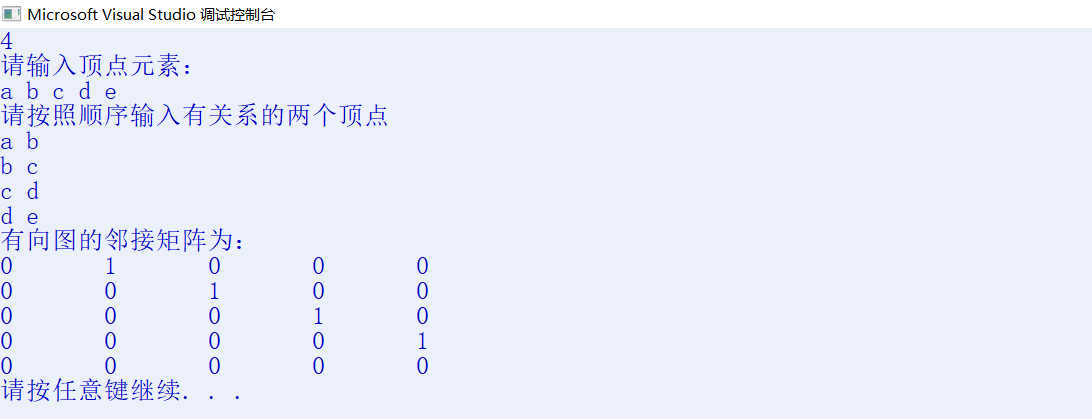 Microsoft Visual Studio 调试控制台
4
请输入顶点元素：
a b c d e
请按照顺序输入有关系的两个顶点
a b
b c
c d
d e
有向图的邻接矩阵为：
0 1 0 0 0
0 0 1 0 0
0 0 0 1 0
0 0 0 0 1
0 0 0 0 0
请按任意键继续. . .